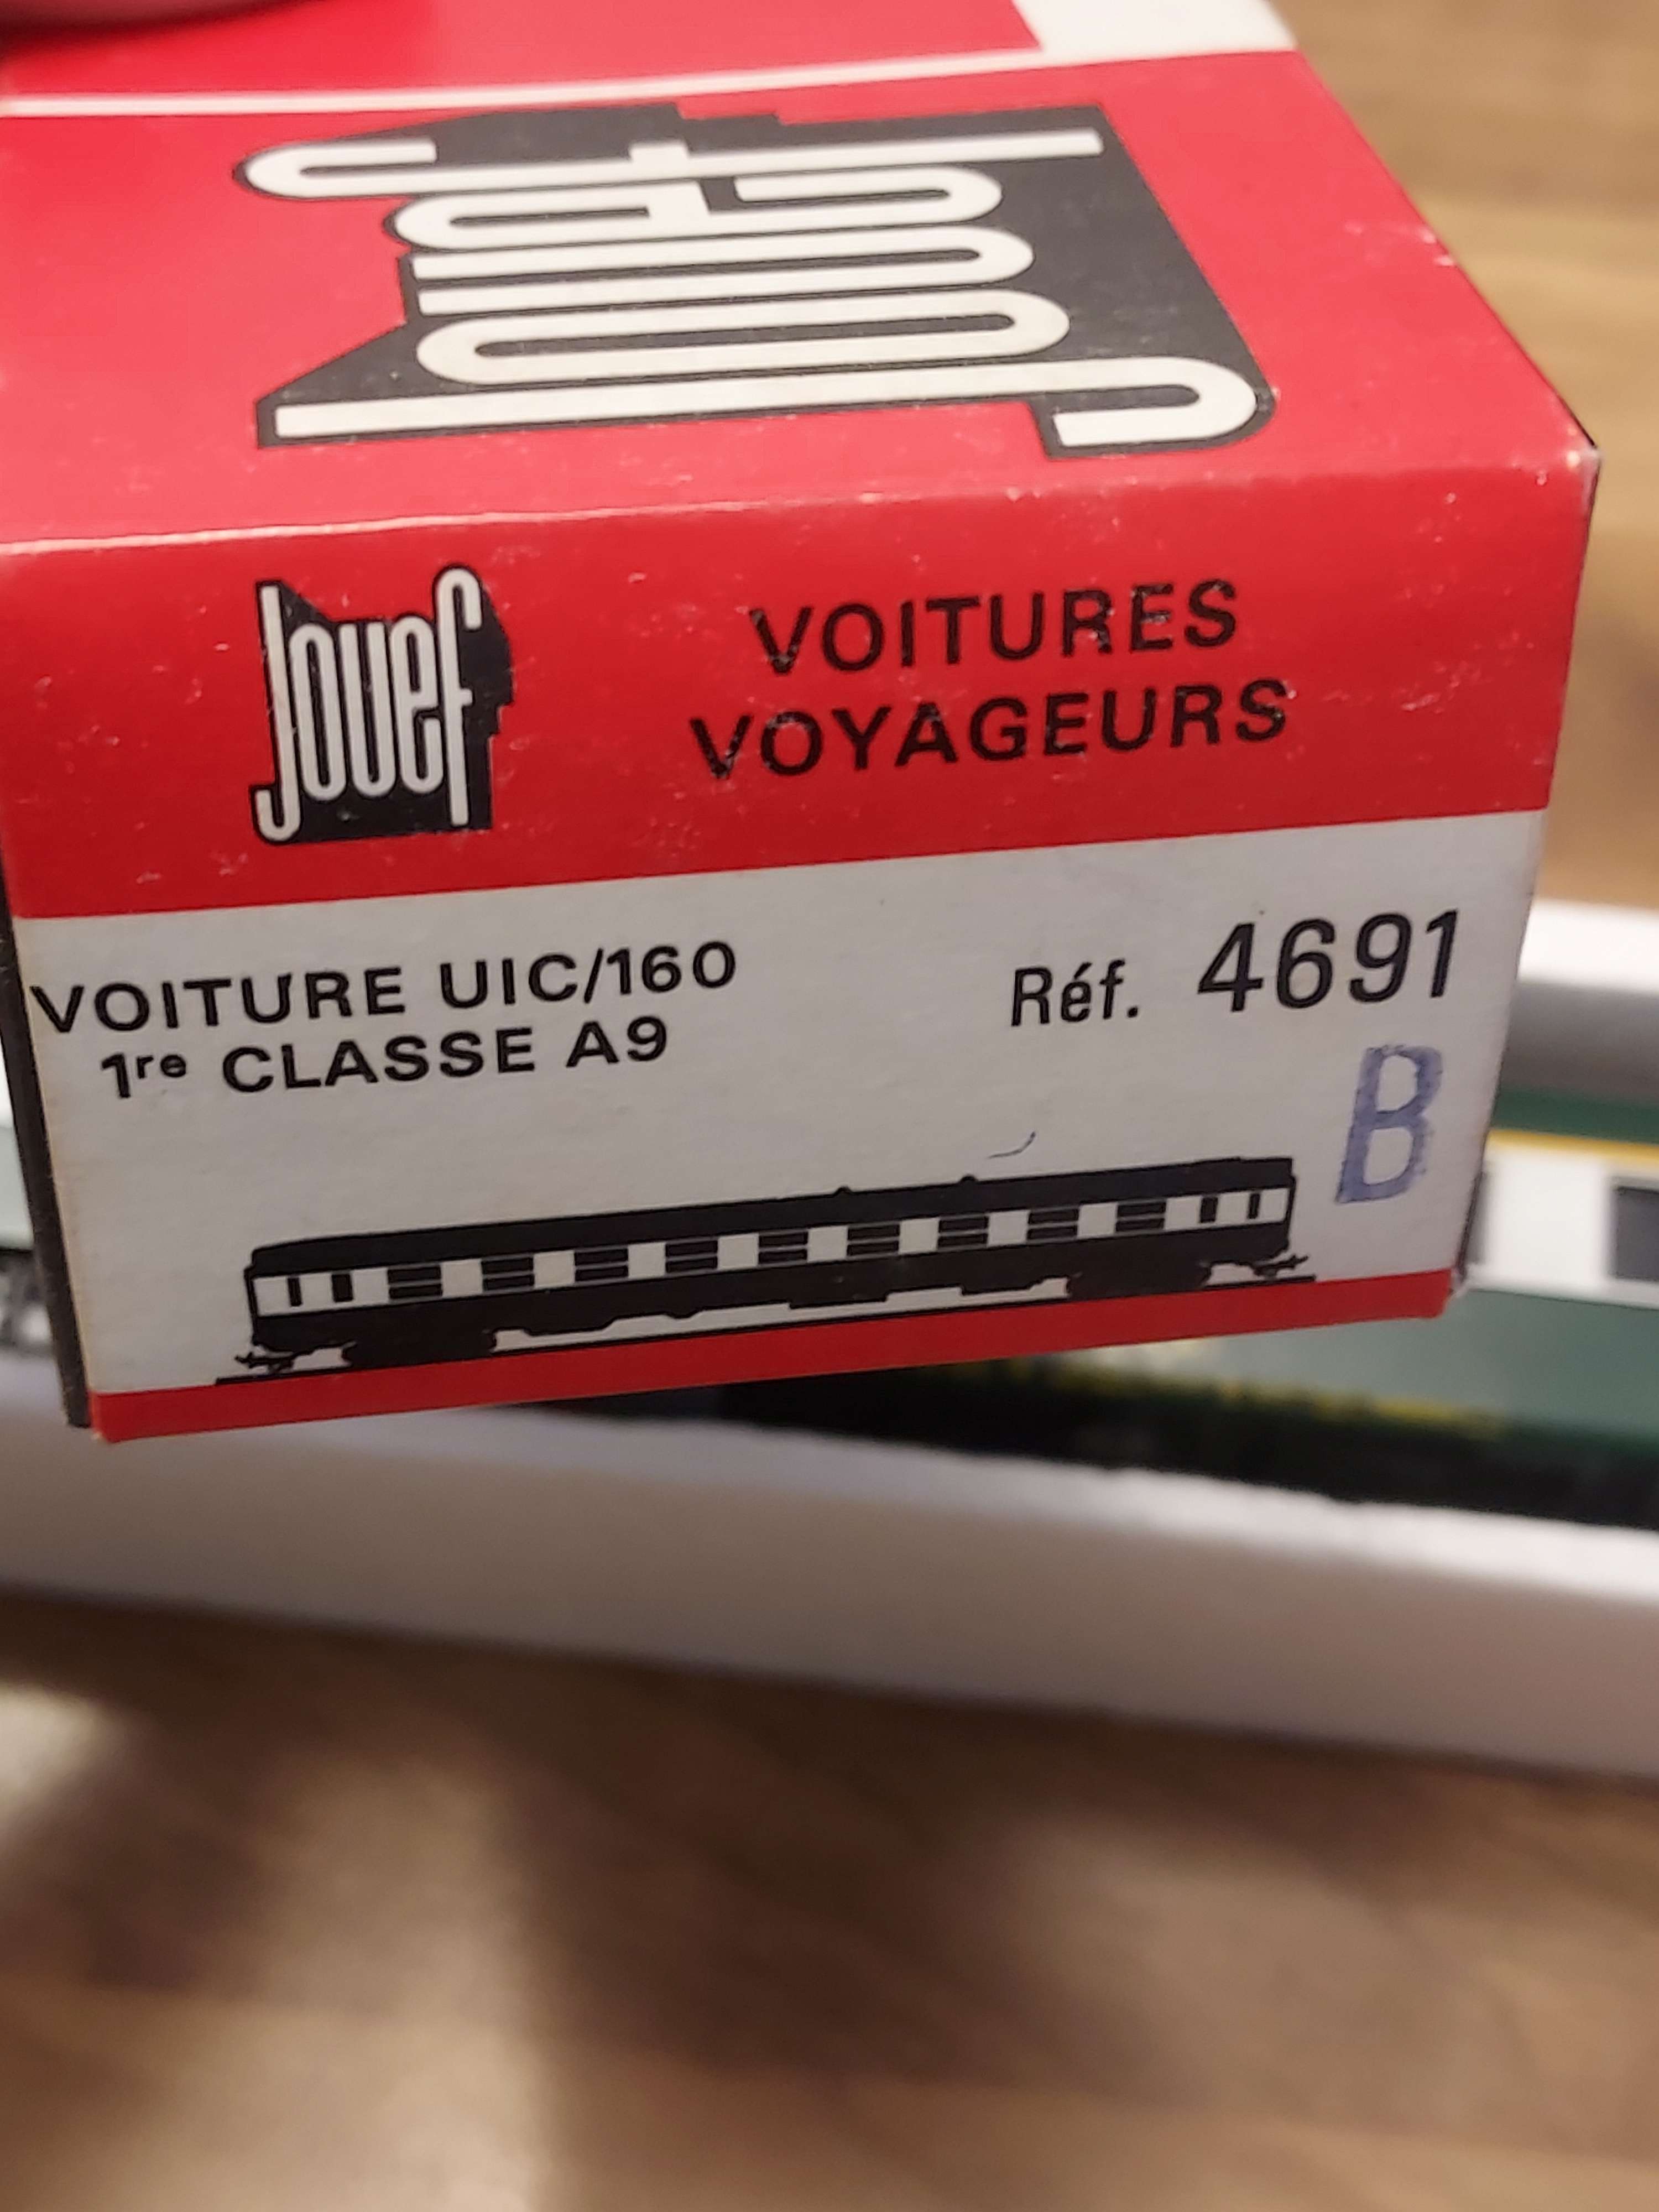 Jouef
Jouef
VOITURES
VOYAGEURS
VOITURE UIC/160
1re CLASSE A9
Réf. 4691
B